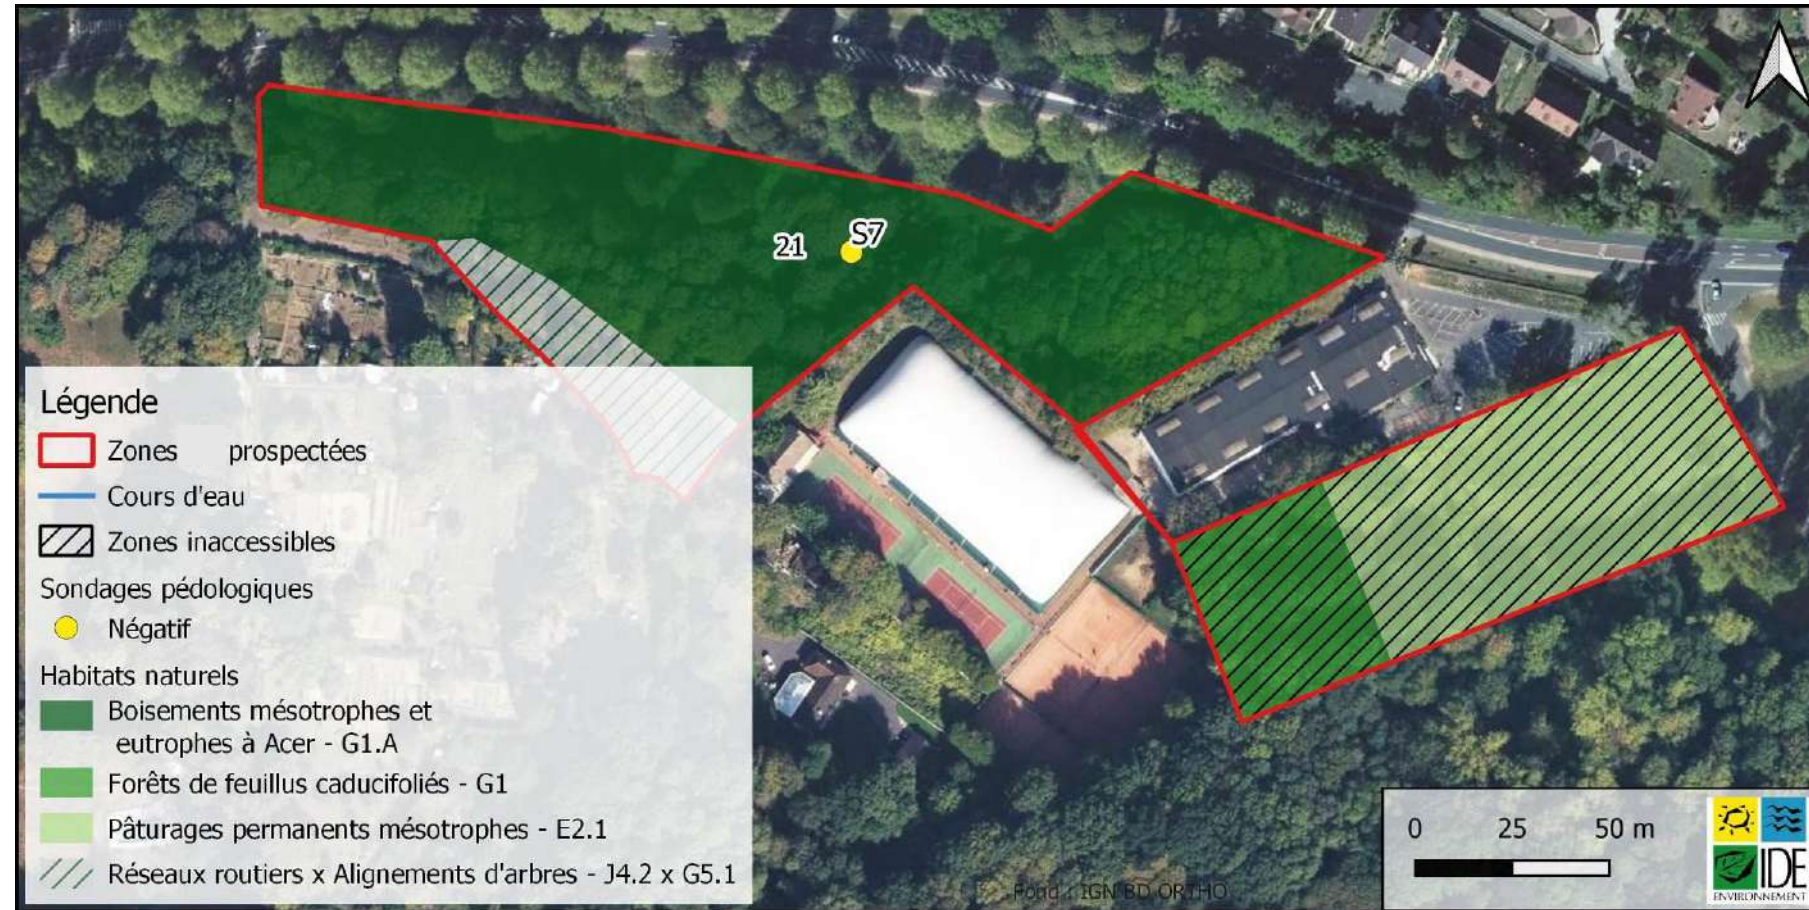 21
S7
Légende
Zones prospectées
Cours d'eau
Zones inaccessibles
Sondages pédologiques
Négatif
Habitats naturels
Boisements mésotrophes et
eutrophes à Acer - G1.A
Forêts de feuillus caducifoliés - G1
Pâturages permanents mésotrophes - E2.1
Réseaux routiers x Alignements d'arbres - J4.2 x G5.1
Fond : IGN BD ORTHO
0 25 50 m
IDE
ENVIRONNEMENT